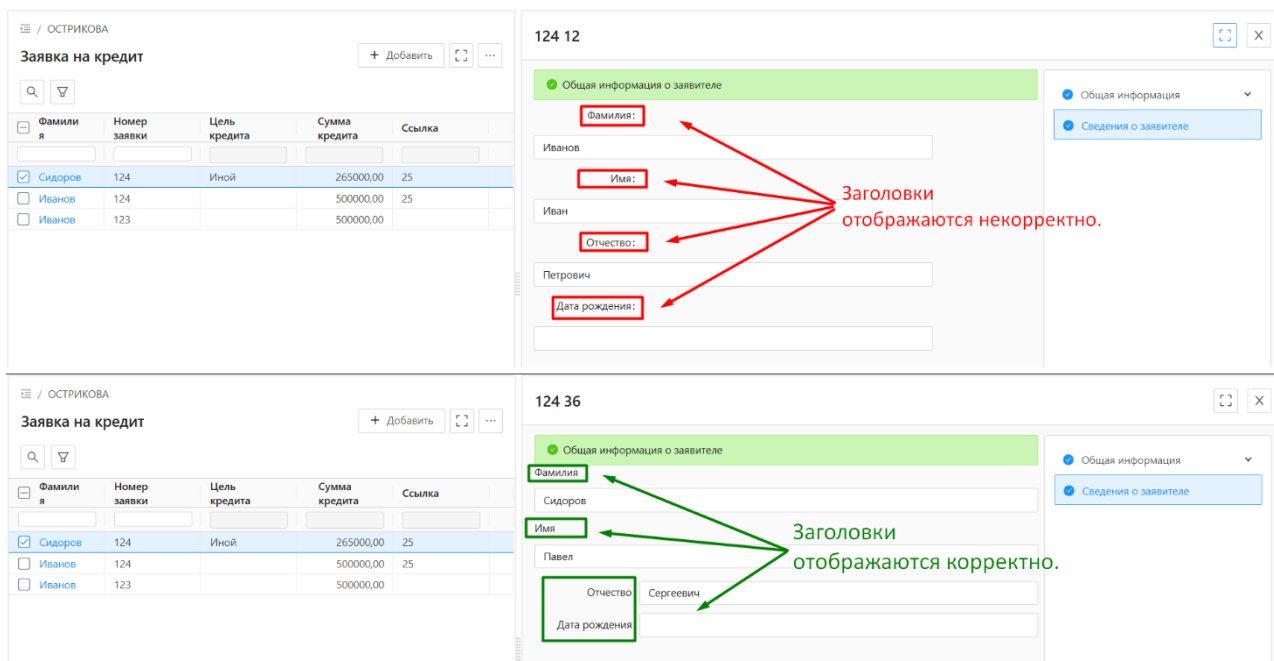 / ОСТРИКОВА
Заявка на кредит
+ Добавить
...
Фамили
я
Номер
заявки
Цель
кредита
Сумма
кредита
Ссылка
Сидоров 124 Иной 265000,00 25
Иванов 124 500000,00 25
Иванов 123 500000,00
124 12
X
Общая информация о заявителе
Фамилия:
Иванов
Имя:
Иван
Отчество:
Петрович
Дата рождения:
Заголовки
отображаются некорректно.
Общая информация
Сведения о заявителе
/ ОСТРИКОВА
Заявка на кредит
+ Добавить
...
Фамили
я
Номер
заявки
Цель
кредита
Сумма
кредита
Ссылка
Сидоров 124 Иной 265000,00 25
Иванов 124 500000,00 25
Иванов 123 500000,00
124 36
X
Общая информация о заявителе
Фамилия
Сидоров
Имя
Павел
Отчество Сергеевич
Дата рождения
Заголовки
отображаются корректно.
Общая информация
Сведения о заявителе